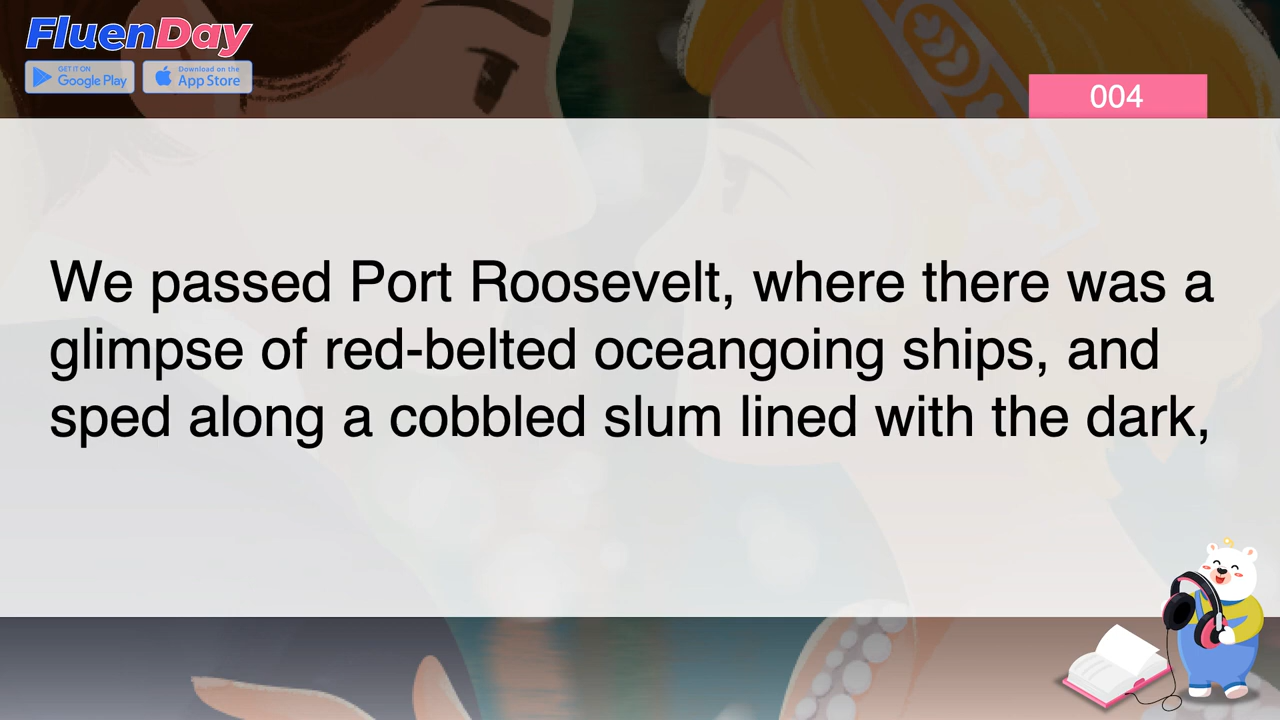 FluenDay
GET IT ON
Google Play
Download on the
App Store
004
We passed Port Roosevelt, where there was a
glimpse of red-belted oceangoing ships, and
sped along a cobbled slum lined with the dark,